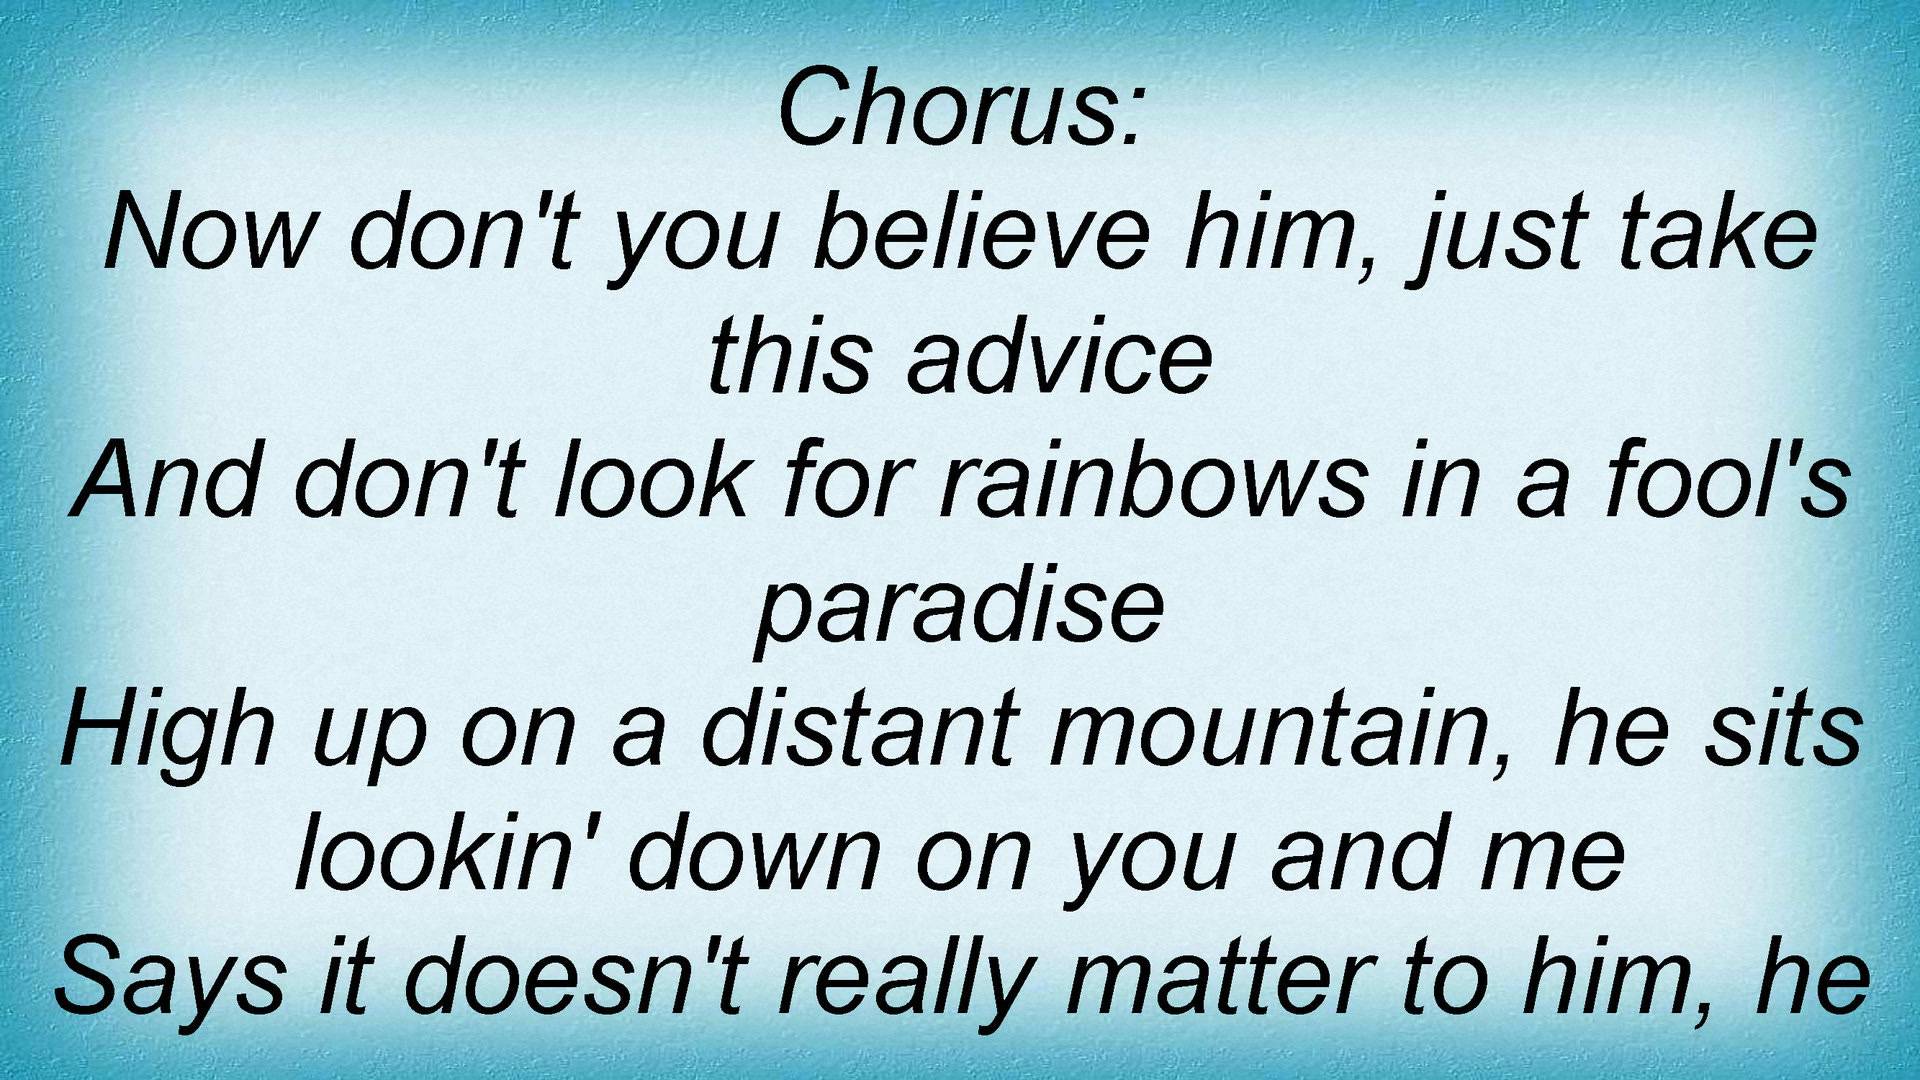 Chorus:
Now don't you believe him, just take
this advice
And don't look for rainbows in a fool's
paradise
High up on a distant mountain, he sits
lookin' down on you and me
Says it doesn't really matter to him, he